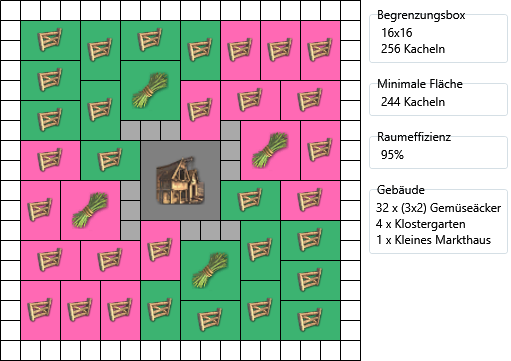 Begrenzungsbox
16x16
256 Kacheln
Minimale Fläche
244 Kacheln
Raumeffizienz
95%
Gebäude
32 x (3x2) Gemüseäcker
4 x Klostergarten
1 x Kleines Markthaus